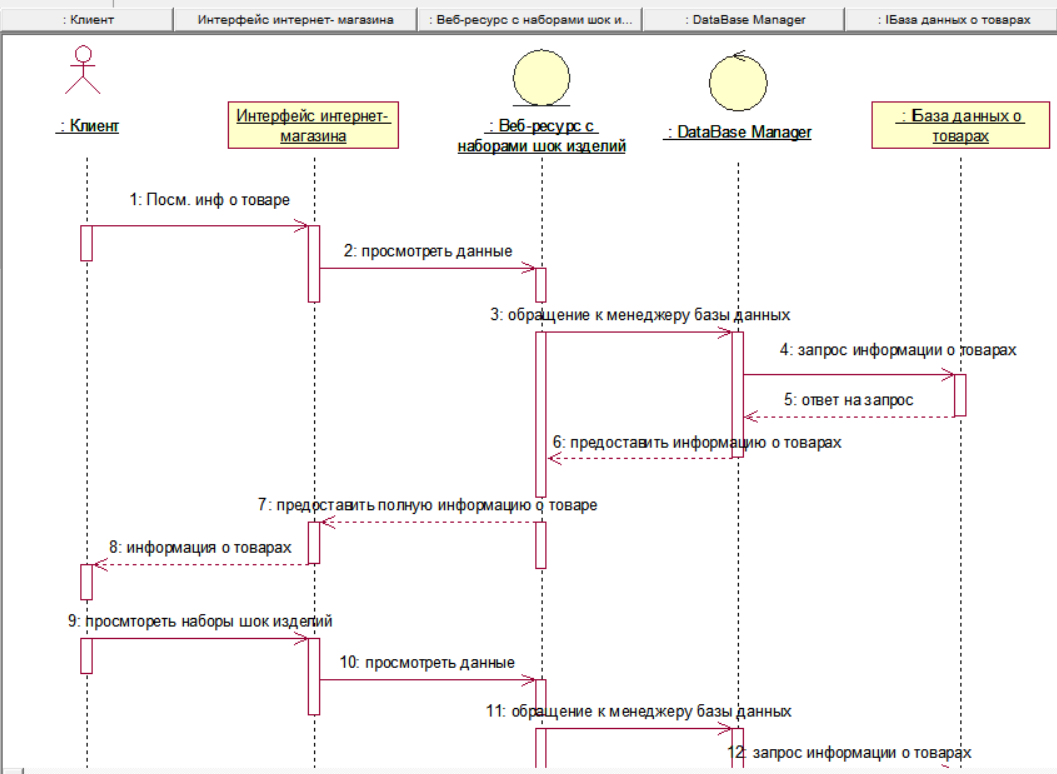 : Клиент
Интерфейс интернет- магазина
: Веб-ресурс с наборами шок и...
: DataBase Manager
: IБаза данных о товарах
: Клиент
Интерфейс интернет-
магазина
: Веб-ресурс с
наборами шок изделий
: DataBase Manager
: База данных о
товарах
1: Посм. инф о товаре
2: просмотреть данные
3: обращение к менеджеру базы данных
4: запрос информации о товарах
5: ответ на запрос
6: предоставить информацию о товарах
7: предоставить полную информацию о товаре
8: информация о товарах
9: просмтореть наборы шок изделий
10: просмотреть данные
11: обращение к менеджеру базы данных
12: запрос информации о товарах